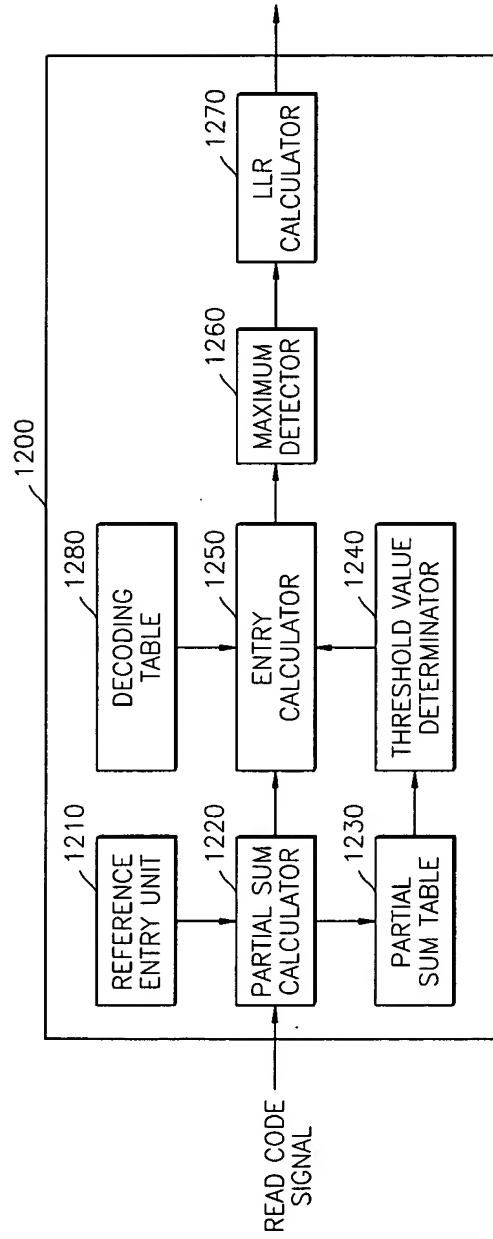 1200
1210
REFERENCE
ENTRY UNIT
1280
DECODING
TABLE
READ CODE
SIGNAL
1220
PARTIAL SUM
CALCULATOR
1250
ENTRY
CALCULATOR
1260
MAXIMUM
DETECTOR
1270
LLR
CALCULATOR
1230
PARTIAL
SUM TABLE
1240
THRESHOLD VALUE
DETERMINATOR